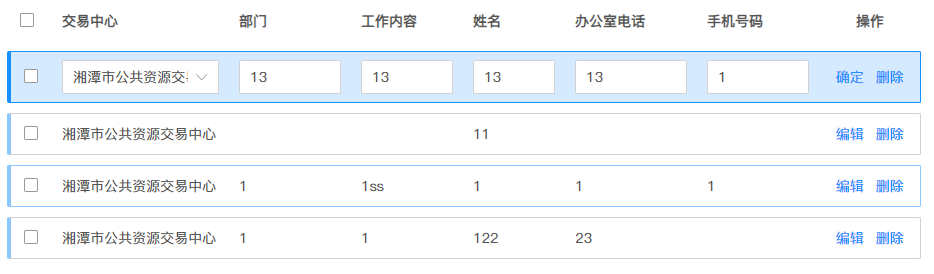 交易中心 部门 工作内容 姓名 办公室电话 手机号码 操作
湘潭市公共资源交 13 13 13 13 1 确定 删除
湘潭市公共资源交易中心 11 编辑 删除
湘潭市公共资源交易中心 1 1ss 1 1 1 编辑 删除
湘潭市公共资源交易中心 1 1 122 23 编辑 删除